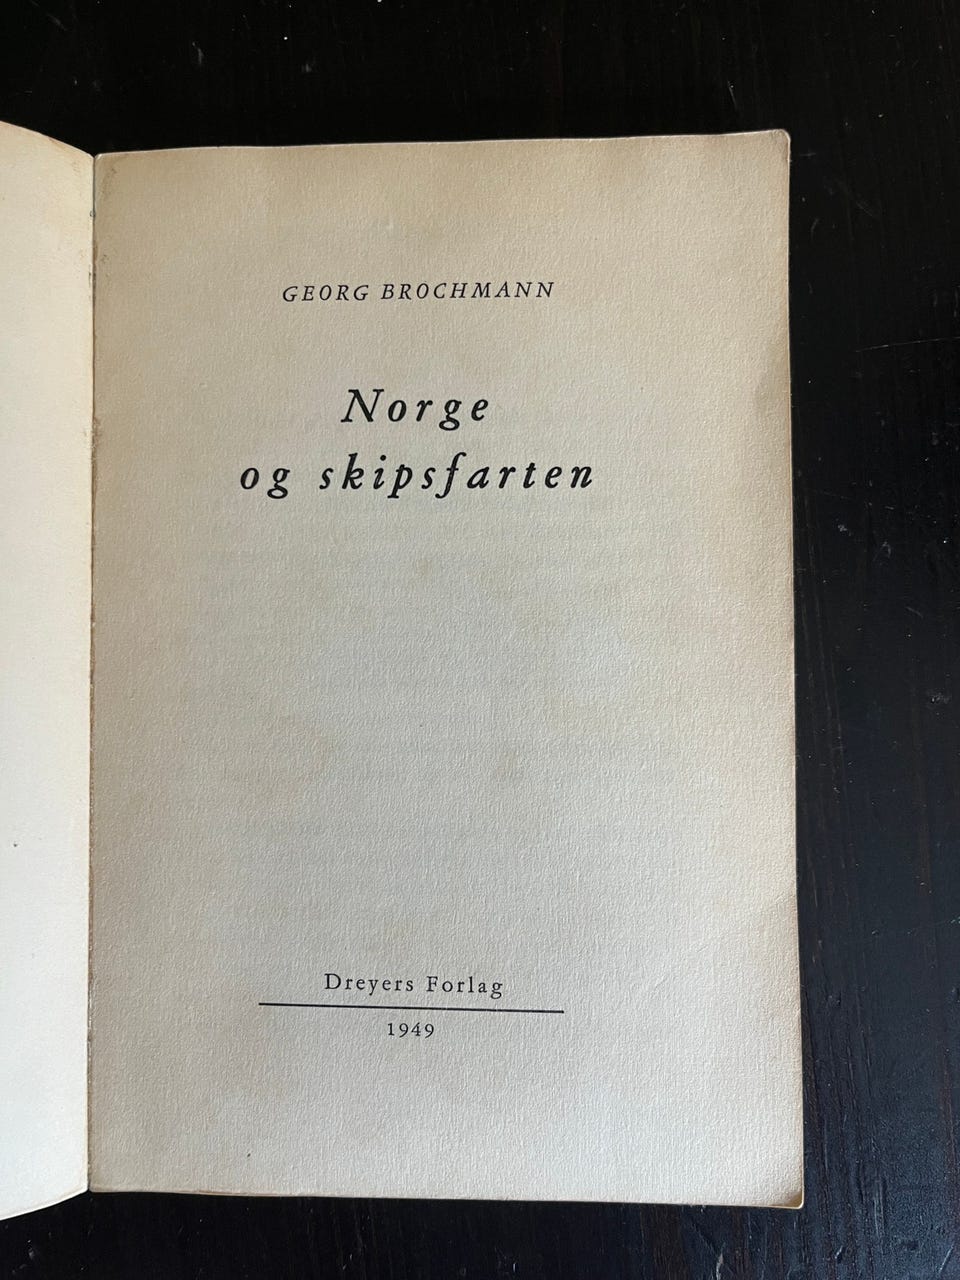 GEORG BROCHMANN
Norge
og skipsfarten
Dreyers Forlag
1949